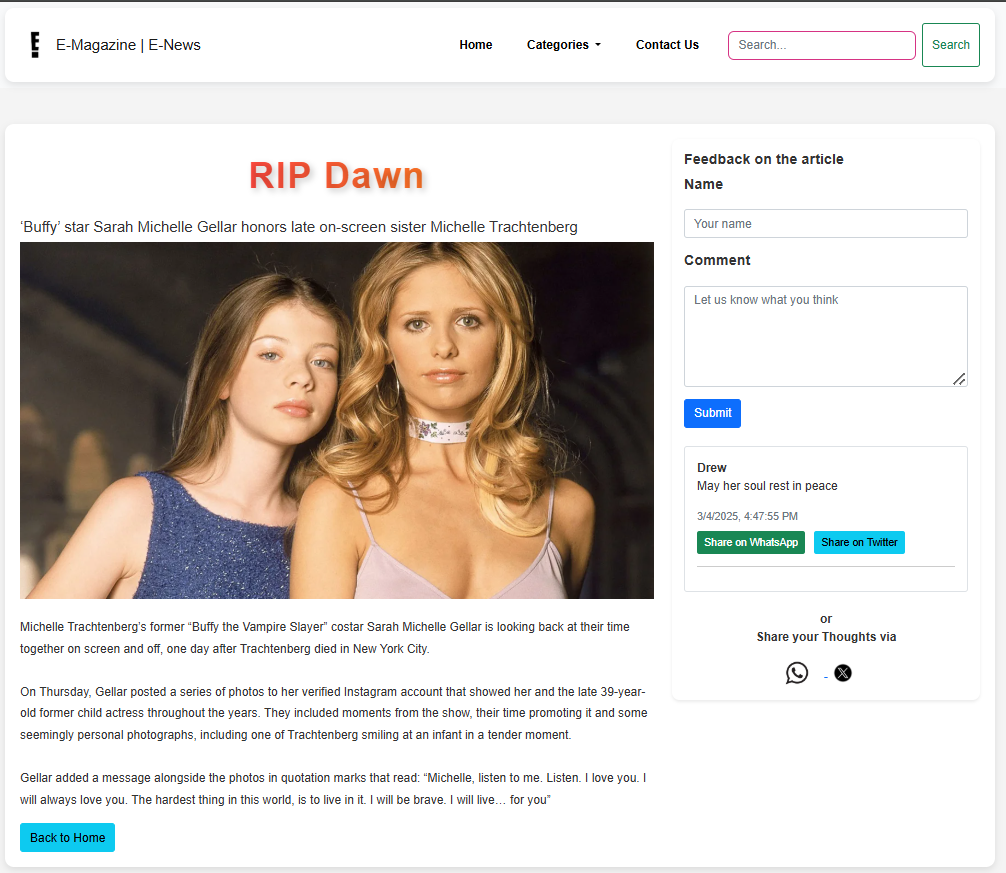 E-Magazine | E-News
Home
Categories
Contact Us
Search...
Search
RIP Dawn
‘Buffy’ star Sarah Michelle Gellar honors late on-screen sister Michelle Trachtenberg
Michelle Trachtenberg’s former “Buffy the Vampire Slayer” costar Sarah Michelle Gellar is looking back at their time
together on screen and off, one day after Trachtenberg died in New York City.
On Thursday, Gellar posted a series of photos to her verified Instagram account that showed her and the late 39-year-
old former child actress throughout the years. They included moments from the show, their time promoting it and some
seemingly personal photographs, including one of Trachtenberg smiling at an infant in a tender moment.
Gellar added a message alongside the photos in quotation marks that read: “Michelle, listen to me. Listen. I love you. I
will always love you. The hardest thing in this world, is to live in it. I will be brave. I will live… for you”
Back to Home
Feedback on the article
Name
Your name
Comment
Let us know what you think
Submit
Drew
May her soul rest in peace
3/4/2025, 4:47:55 PM
Share on WhatsApp
Share on Twitter
or
Share your Thoughts via
-